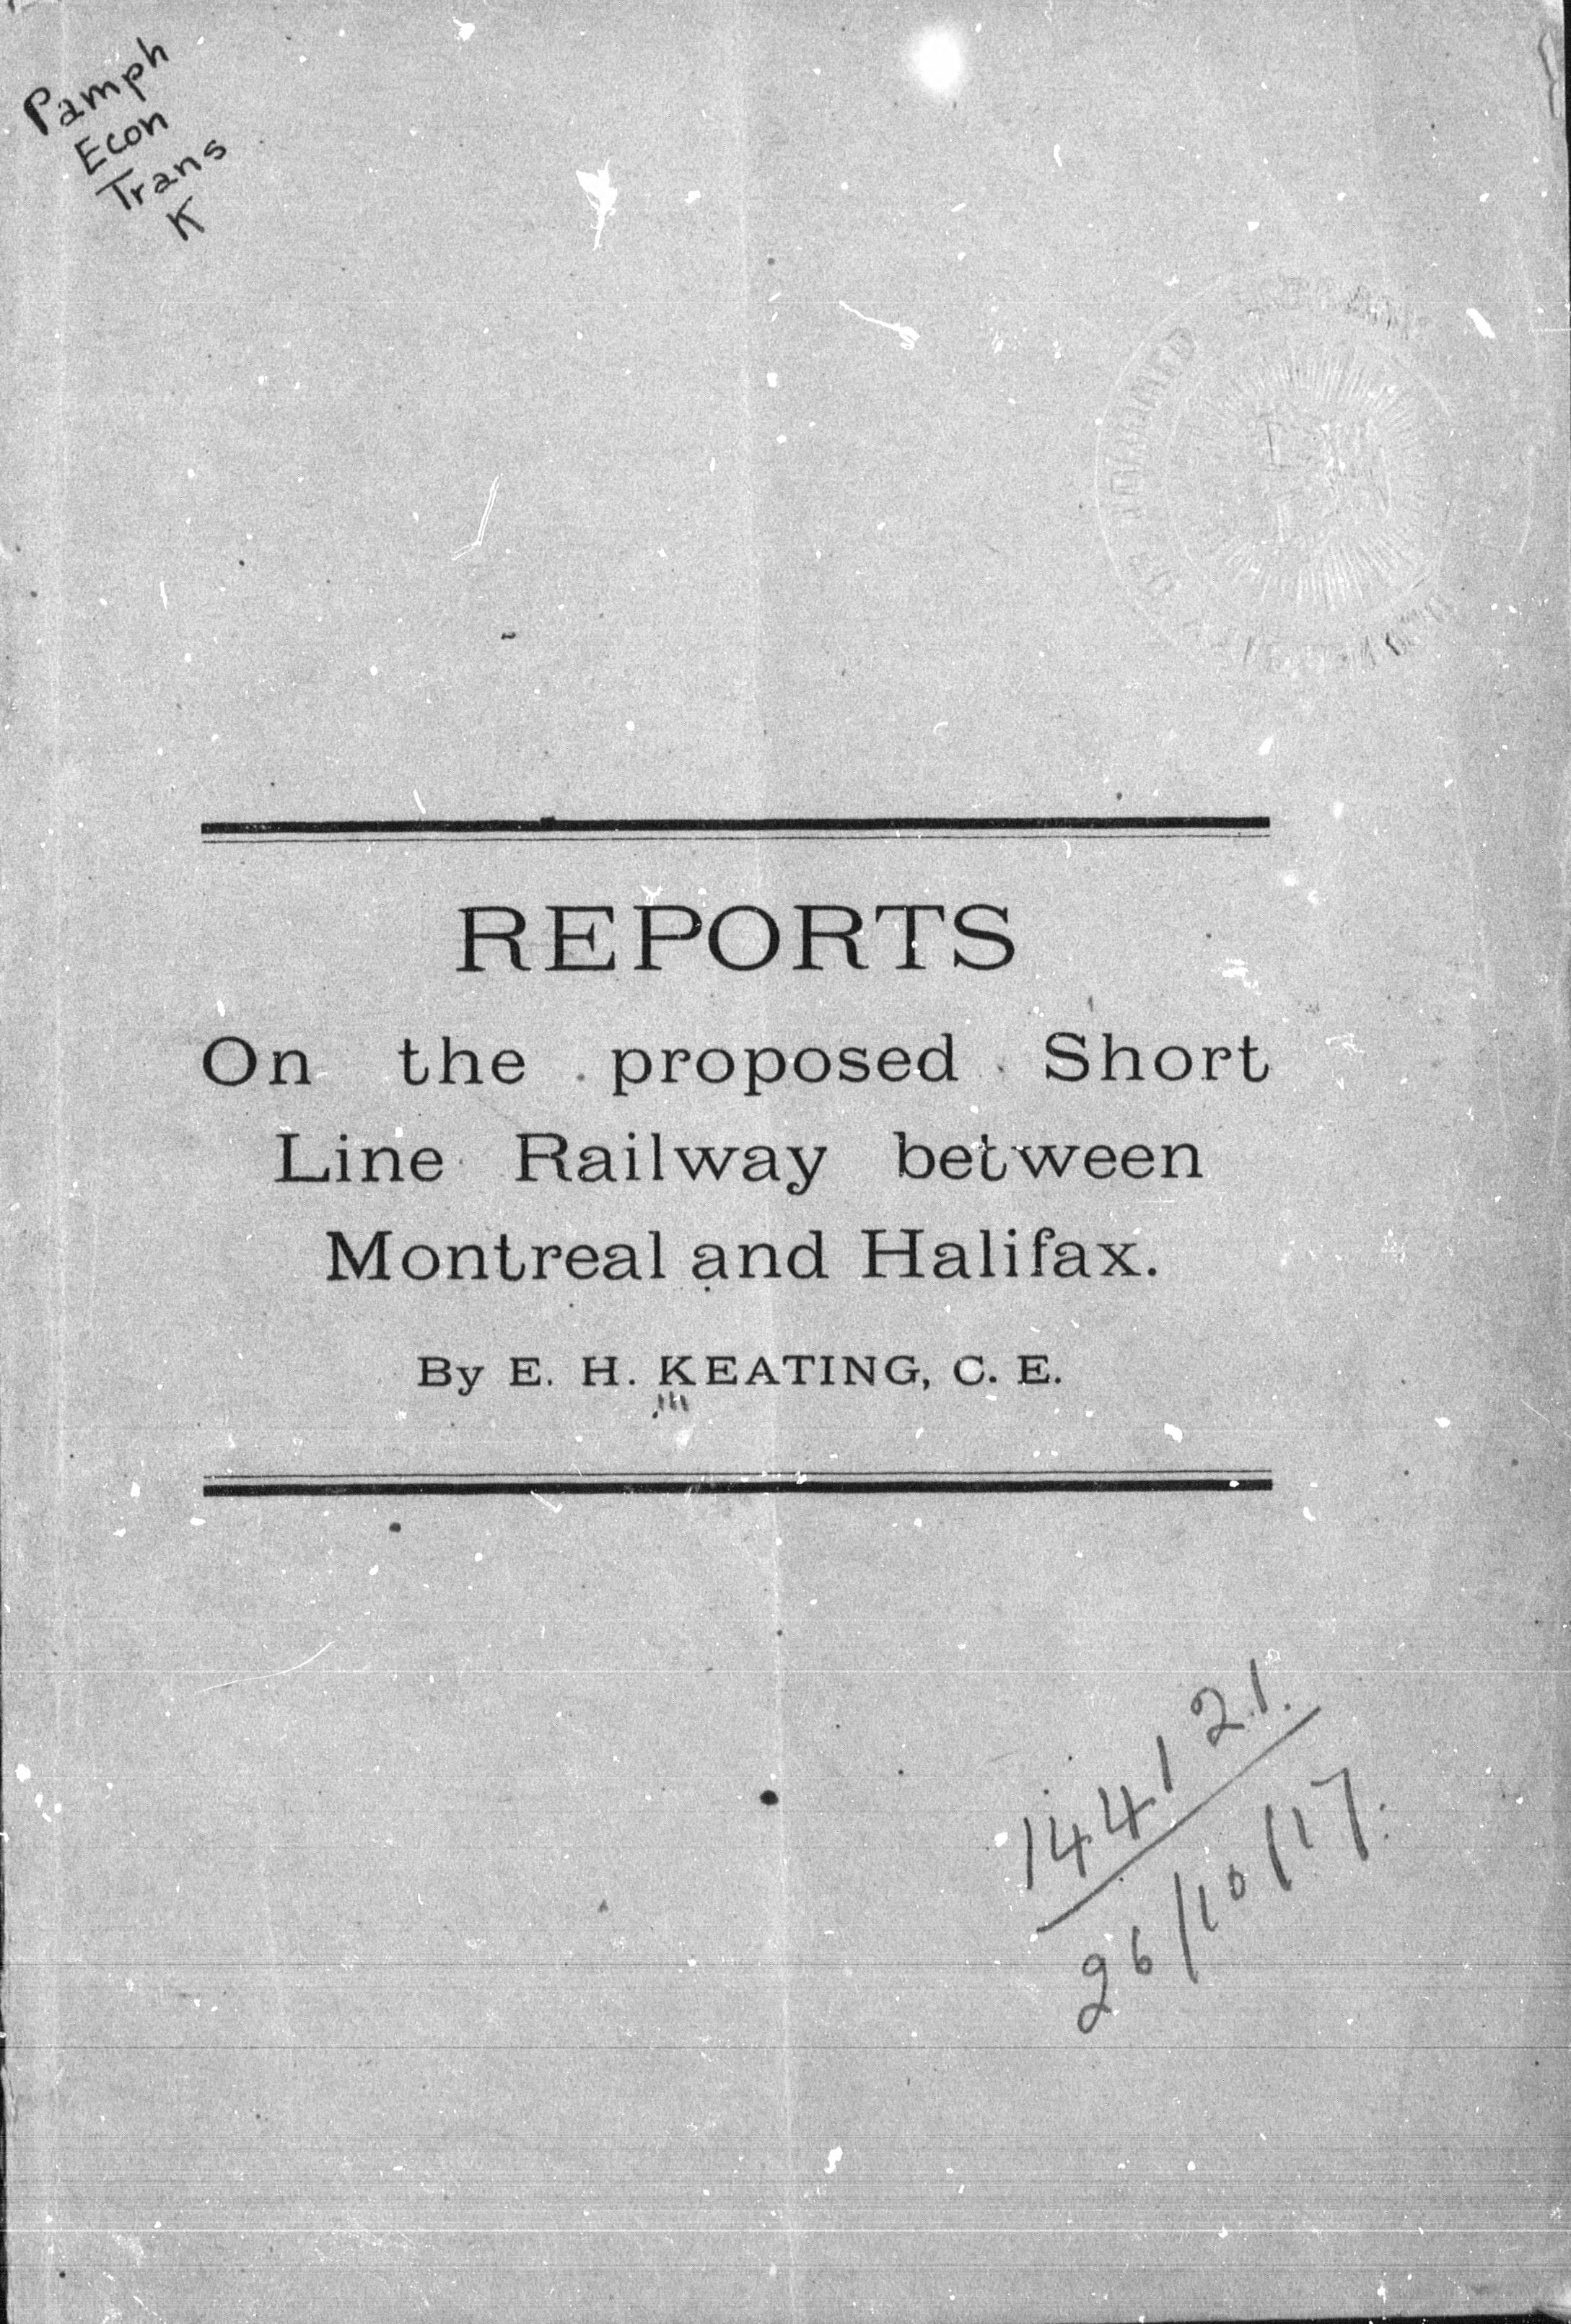 Pamph
Econ
Trans
K
REPORTS
On the proposed Short
Line Railway between
Montreal and Halifax.
By E. H. KEATING, C. E.
144121.
26/10/17.